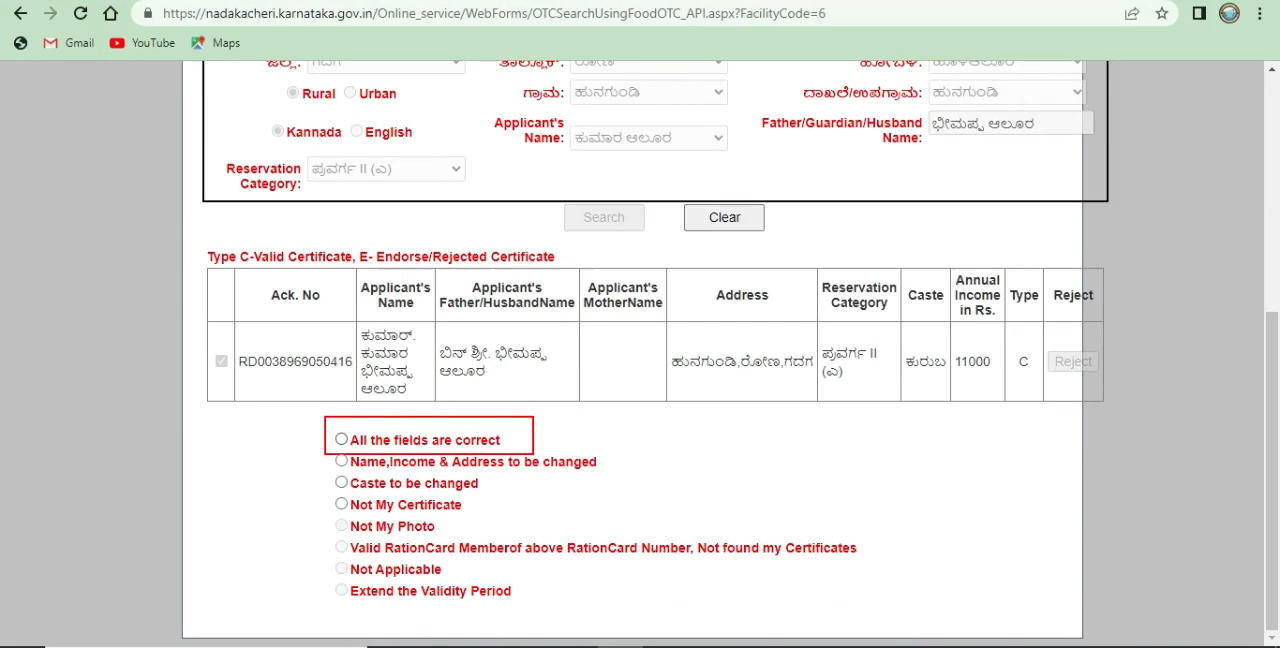 https://nadakacheri.karnataka.gov.in/Online_service/WebForms/OTCSearchUsingFoodOTC_API.aspx?FacilityCode=6
Gmail YouTube Maps
ಜಿಲ್ಲೆ: ಗದಗ ತಾಲ್ಲೂಕ್: ರೋಣ ಹೋಬಳಿ: ಹೊಳೆಆಲೂರ
Rural Urban ಗ್ರಾಮ: ಹುನಗುಂಡಿ ದಾಖಲೆ/ಉಪಗ್ರಾಮ: ಹುನಗುಂಡಿ
Kannada English Applicant's Name: ಕುಮಾರ ಆಲೂರ Father/Guardian/Husband Name: ಭೀಮಪ್ಪ ಆಲೂರ
Reservation Category: ಪ್ರವರ್ಗ II (ಎ)
Search Clear
Type C-Valid Certificate, E- Endorse/Rejected Certificate
Ack. No Applicant's Name Applicant's Father/HusbandName Applicant's MotherName Address Reservation Category Caste Annual Income in Rs. Type Reject
RD0038969050416 ಕುಮಾರ್. ಕುಮಾರ ಭೀಮಪ್ಪ ಆಲೂರ ಬಿನ್ ಶ್ರೀ. ಭೀಮಪ್ಪ ಆಲೂರ ಹುನಗುಂಡಿ,ರೋಣ,ಗದಗ ಪ್ರವರ್ಗ II (ಎ) ಕುರುಬ 11000 C Reject
All the fields are correct
Name,Income & Address to be changed
Caste to be changed
Not My Certificate
Not My Photo
Valid RationCard Memberof above RationCard Number, Not found my Certificates
Not Applicable
Extend the Validity Period